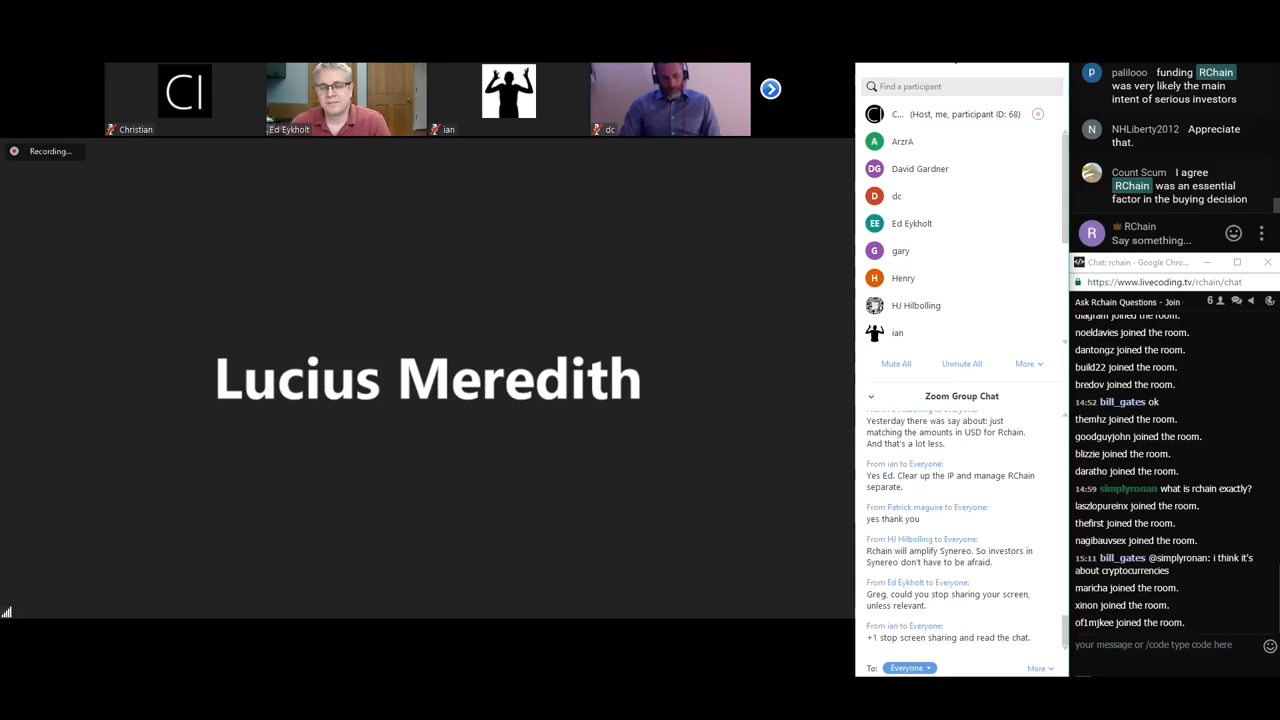 CI
Christian
Ed Eykholt
ian
dc
Recording...
Lucius Meredith
Find a participant
C... (Host, me, participant ID: 68)
A ArzrA
DG David Gardner
D dc
EE Ed Eykholt
G gary
H Henry
HJ Hilbolling
ian
Mute All Unmute All More
Zoom Group Chat
Yesterday there was say about: just
matching the amounts in USD for Rchain.
And that's a lot less.
From ian to Everyone:
Yes Ed. Clear up the IP and manage RChain
separate.
From Patrick maguire to Everyone:
yes thank you
From HJ Hilbolling to Everyone:
Rchain will amplify Synereo. So investors in
Synereo don't have to be afraid.
From Ed Eykholt to Everyone:
Greg, could you stop sharing your screen,
unless relevant.
From ian to Everyone:
+1 stop screen sharing and read the chat.
To: Everyone More
p palilooo funding RChain
was very likely the main
intent of serious investors
N NHLiberty2012 Appreciate
that.
Count Scum I agree
RChain was an essential
factor in the buying decision
R RChain
Say something...
Chat: rchain - Google Chro...
https://www.livecoding.tv/rchain/chat
Ask Rchain Questions - Join 6
diagram joined the room.
noeldavies joined the room.
dantongz joined the room.
build22 joined the room.
bredov joined the room.
14:52 bill_gates ok
themhz joined the room.
goodguyjohn joined the room.
blizzie joined the room.
daratho joined the room.
14:59 simplyronan what is rchain exactly?
laszlopureinx joined the room.
thefirst joined the room.
nagibauvsex joined the room.
15:11 bill_gates @simplyronan: i think it's
about cryptocurrencies
maricha joined the room.
xinon joined the room.
of1mjkee joined the room.
your message or /code type code here